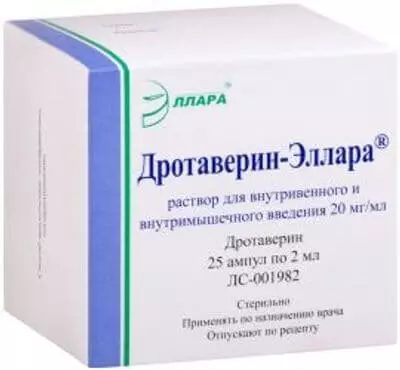 ЭЛЛАРА®
Дротаверин-Эллара®
раствор для внутривенного и
внутримышечного введения 20 мг/мл
Дротаверин
25 ампул по 2 мл
ЛС-001982
Стерильно
Применять по назначению врача
Отпускают по рецепту